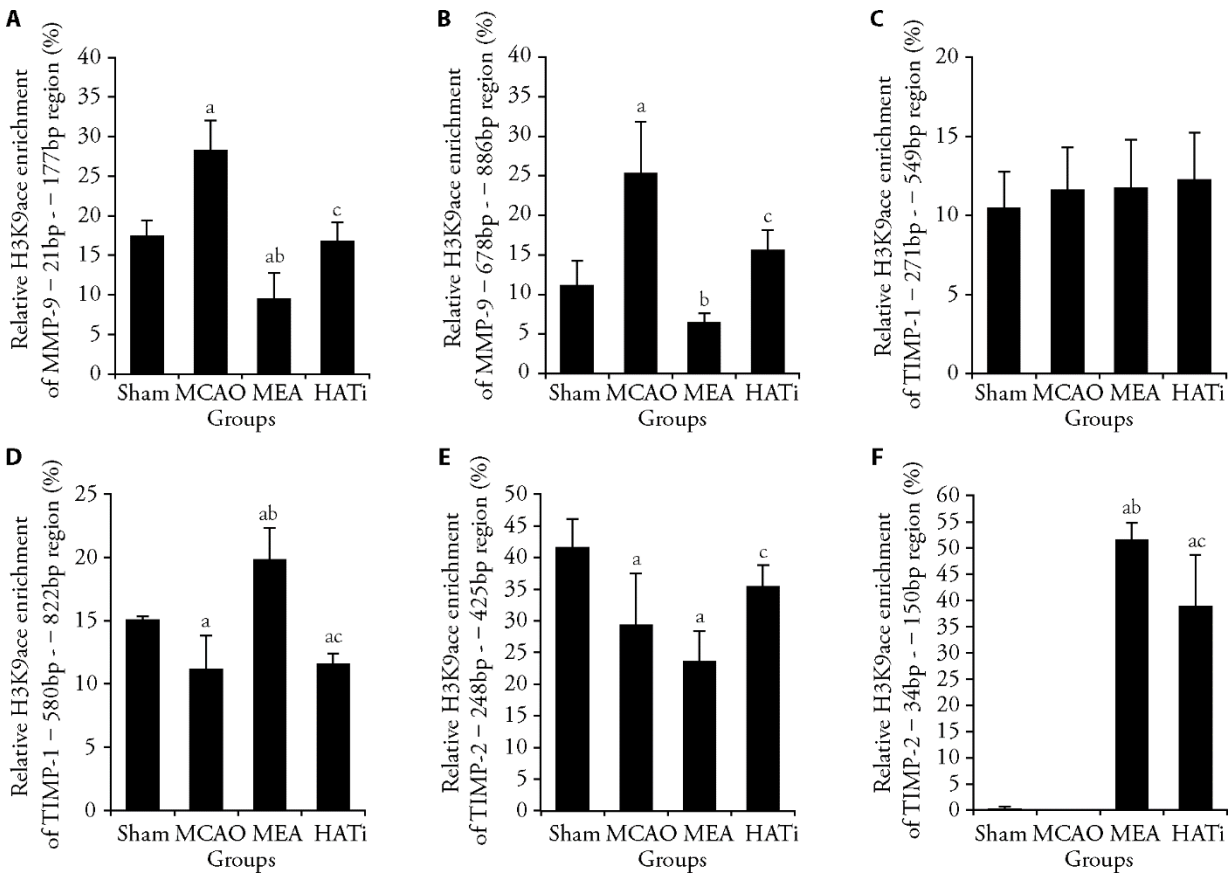 A
Relative H3K9ace enrichment
of MMP-9 – 21bp - – 177bp region (%)
40
35
30
25
20
15
10
5
0
a
ab
c
Sham MCAO MEA HATi
Groups
B
Relative H3K9ace enrichment
of MMP-9 – 678bp - – 886bp region (%)
40
35
30
25
20
15
10
5
0
a
b
c
Sham MCAO MEA HATi
Groups
C
Relative H3K9ace enrichment
of TIMP-1 – 271bp - – 549bp region (%)
20
15
10
5
0
Sham MCAO MEA HATi
Groups
D
Relative H3K9ace enrichment
of TIMP-1 – 580bp - – 822bp region (%)
25
20
15
10
5
0
a
ab
ac
Sham MCAO MEA HATi
Groups
E
Relative H3K9ace enrichment
of TIMP-2 – 248bp - – 425bp region (%)
50
45
40
35
30
25
20
15
10
5
0
a
a
c
Sham MCAO MEA HATi
Groups
F
Relative H3K9ace enrichment
of TIMP-2 – 34bp - – 150bp region (%)
60
55
50
45
40
35
30
25
20
15
10
5
0
ab
ac
Sham MCAO MEA HATi
Groups